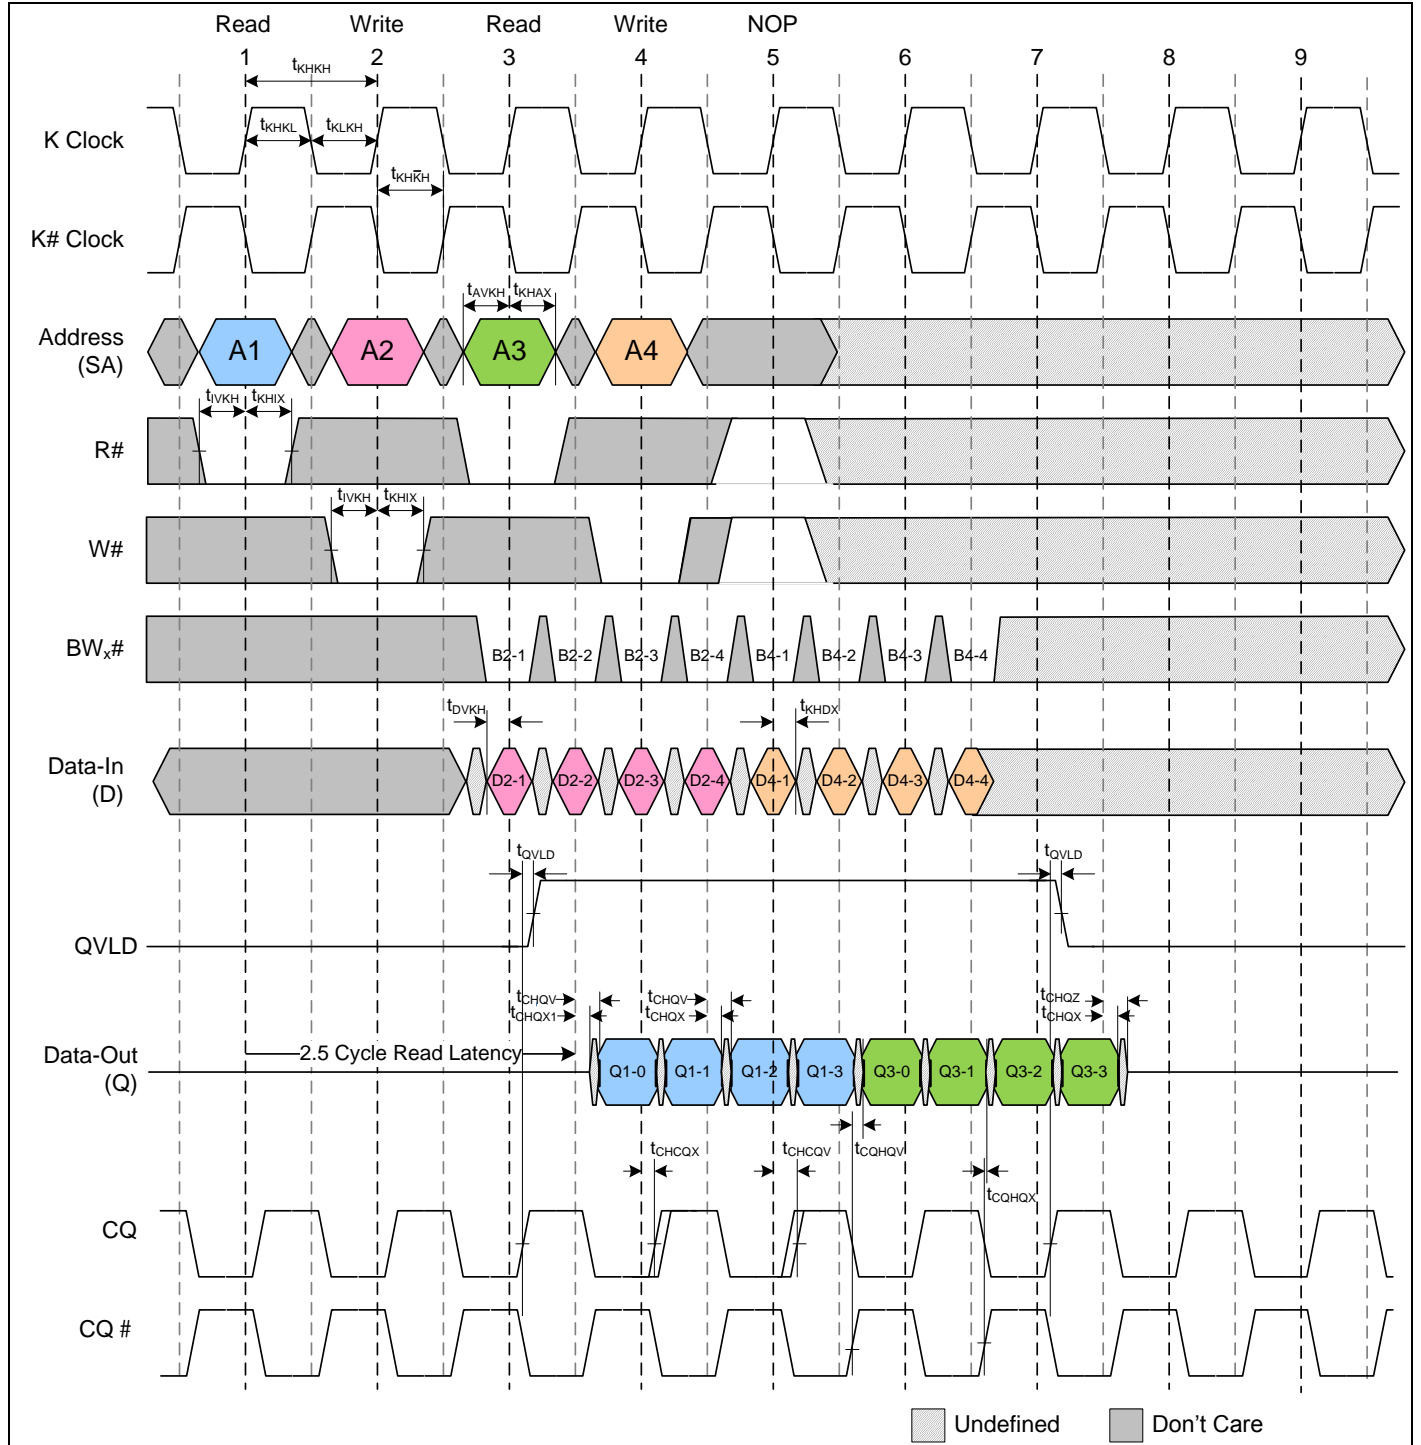 Read Write Read Write NOP
1 2 3 4 5 6 7 8 9
tKHKH
K Clock
tKHKL tKLKH
tKHK̅H
K# Clock
tAVKH tKHAX
Address
(SA)
A1 A2 A3 A4
tIVKH tKHIX
R#
tIVKH tKHIX
W#
BWx#
B2-1 B2-2 B2-3 B2-4 B4-1 B4-2 B4-3 B4-4
tDVKH tKHDX
Data-In
(D)
D2-1 D2-2 D2-3 D2-4 D4-1 D4-2 D4-3 D4-4
tQVLD tQVLD
QVLD
tCHQV tCHQV tCHQZ
tCHQX1 tCHQX tCHQX
Data-Out
(Q)
2.5 Cycle Read Latency
Q1-0 Q1-1 Q1-2 Q1-3 Q3-0 Q3-1 Q3-2 Q3-3
tCHCQX tCHCQV tCQHQV
tCQHQX
CQ
CQ #
Undefined Don't Care